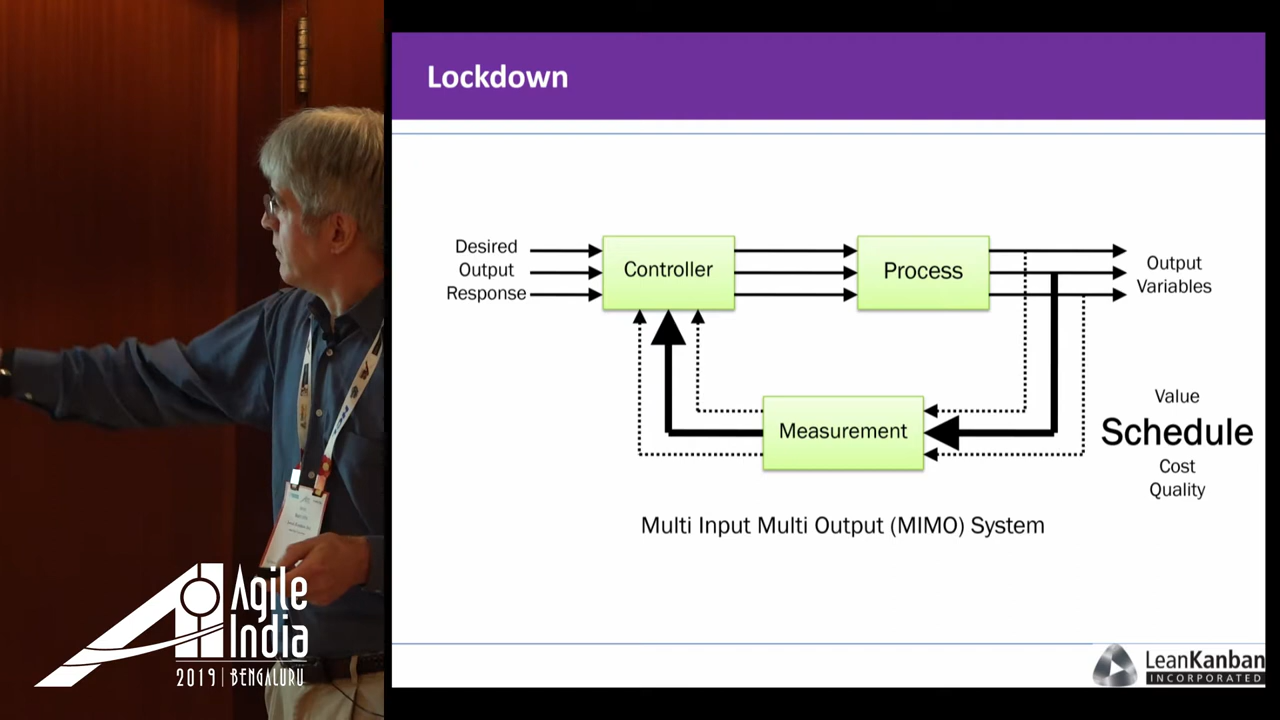 Lockdown
Desired
Output
Response
Controller
Process
Output
Variables
Measurement
Value
Schedule
Cost
Quality
Multi Input Multi Output (MIMO) System
Agile
India
2019 | BENGALURU
LeanKanban
INCORPORATED